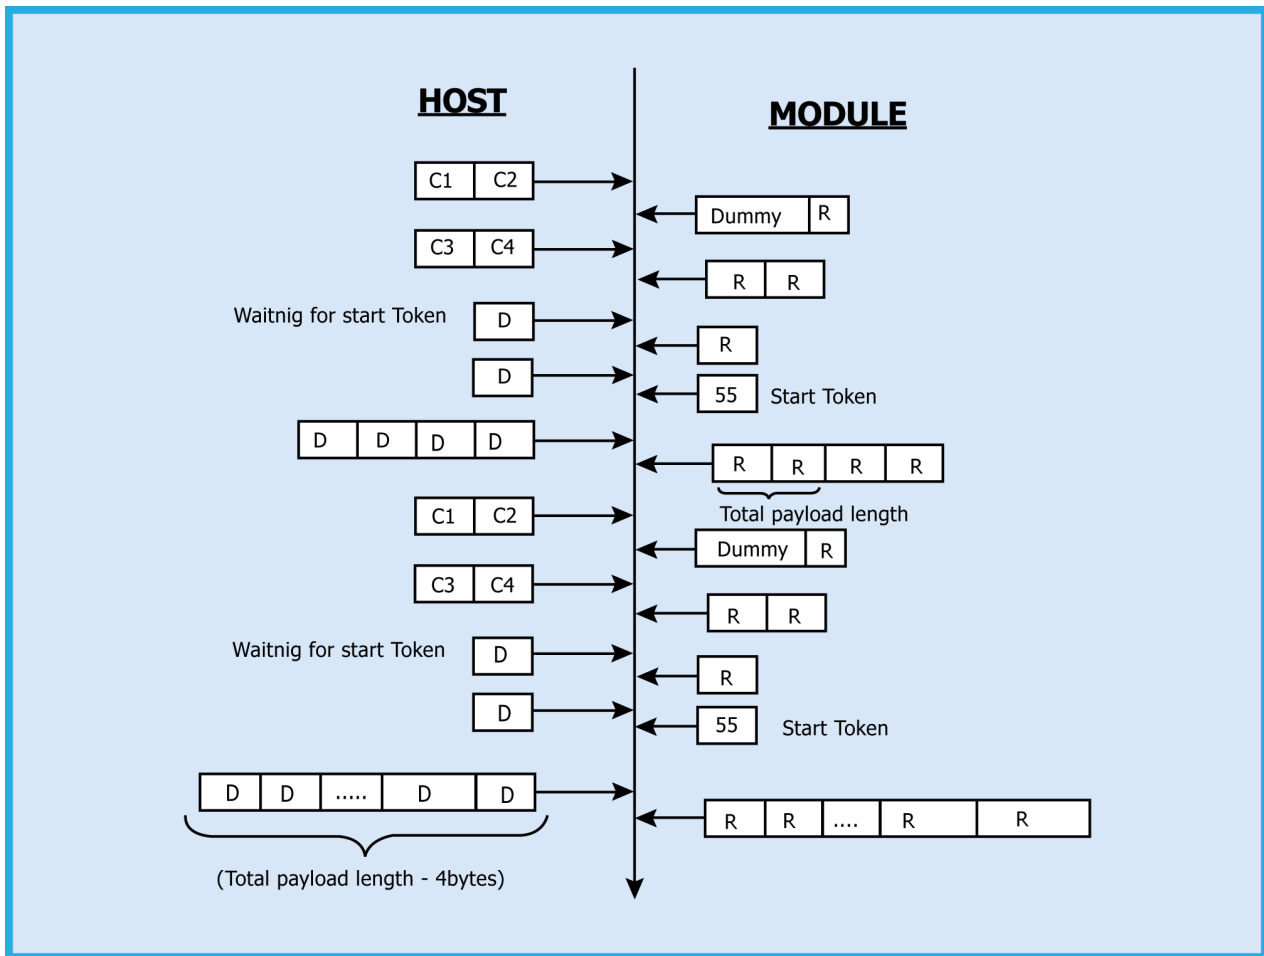 HOST
MODULE
C1 C2
Dummy R
C3 C4
R R
Waitnig for start Token D
R
D
55 Start Token
D D D D
R R R R
Total payload length
C1 C2
Dummy R
C3 C4
R R
Waitnig for start Token D
R
D
55 Start Token
D D ..... D D
R R .... R R
(Total payload length - 4bytes)